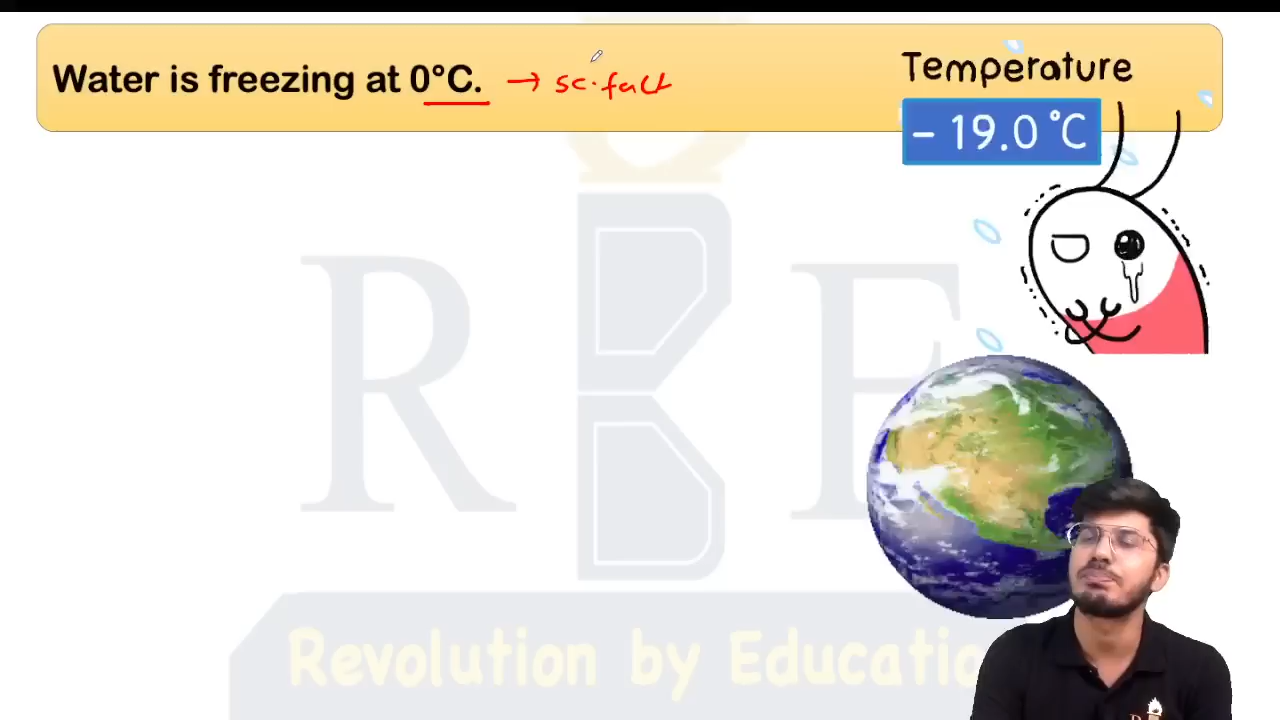 Water is freezing at 0°C. → sc. fact
Temperature
- 19.0 °C
R B E
Revolution by Educatio